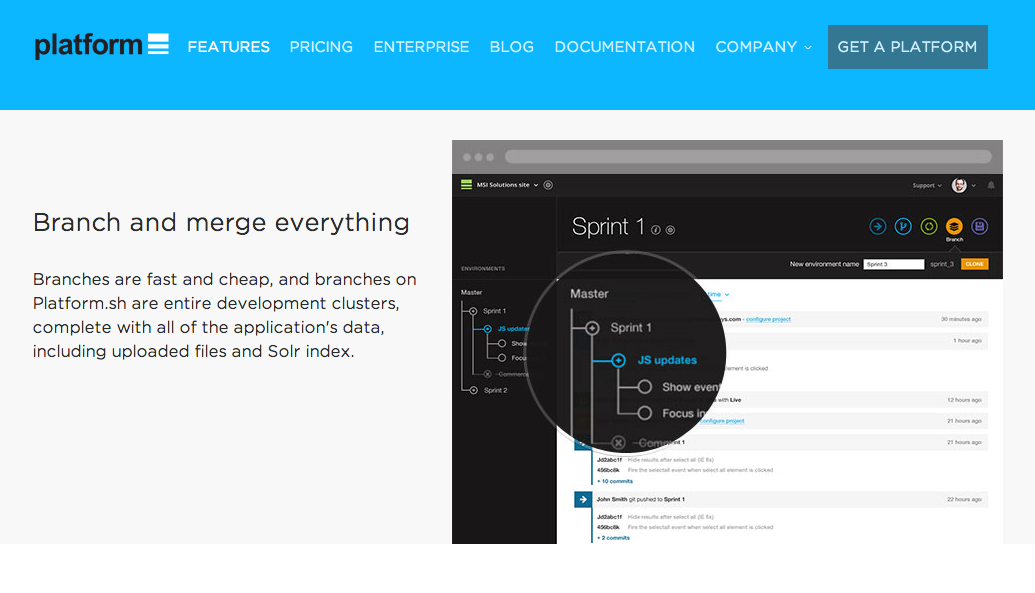 platform
FEATURES PRICING ENTERPRISE BLOG DOCUMENTATION COMPANY GET A PLATFORM
Branch and merge everything
Branches are fast and cheap, and branches on
Platform.sh are entire development clusters,
complete with all of the application's data,
including uploaded files and Solr index.
MSI Solutions site
Support
Sprint 1
Branch
New environment name Sprint 3 sprint_3 CLONE
ENVIRONMENTS
Master
Sprint 1
JS updates
Show
Focus
Commerce
Sprint 2
Master
Sprint 1
JS updates
Show event
Focus in
time
- configure project 30 minutes ago
1 hour ago
element is clicked
with Live 12 hours ago
configure project 21 hours ago
21 hours ago
Jd2abc1f Hide results after select all (IE fix)
456bc8k Fire the selectall event when select all element is clicked
+ 10 commits
John Smith git pushed to Sprint 1 22 hours ago
Jd2abc1f Hide results after select all (IE fix)
456bc8k Fire the selectall event when select all element is clicked
+ 2 commits